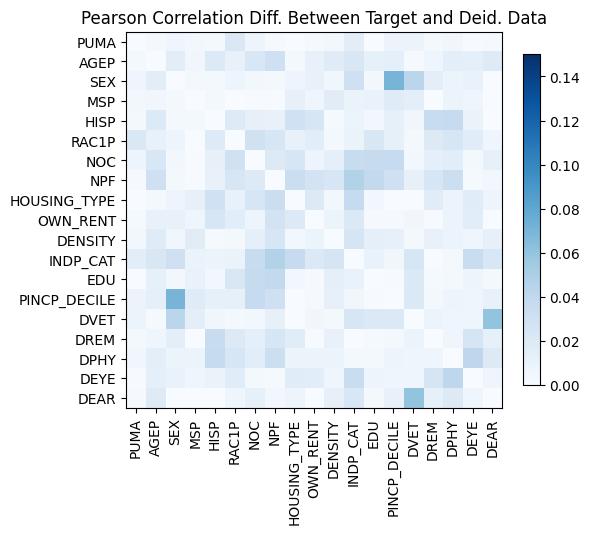 Pearson Correlation Diff. Between Target and Deid. Data
PUMA
AGEP
SEX
MSP
HISP
RAC1P
NOC
NPF
HOUSING_TYPE
OWN_RENT
DENSITY
INDP_CAT
EDU
PINCP_DECILE
DVET
DREM
DPHY
DEYE
DEAR
PUMA
AGEP
SEX
MSP
HISP
RAC1P
NOC
NPF
HOUSING_TYPE
OWN_RENT
DENSITY
INDP_CAT
EDU
PINCP_DECILE
DVET
DREM
DPHY
DEYE
DEAR
0.14
0.12
0.10
0.08
0.06
0.04
0.02
0.00